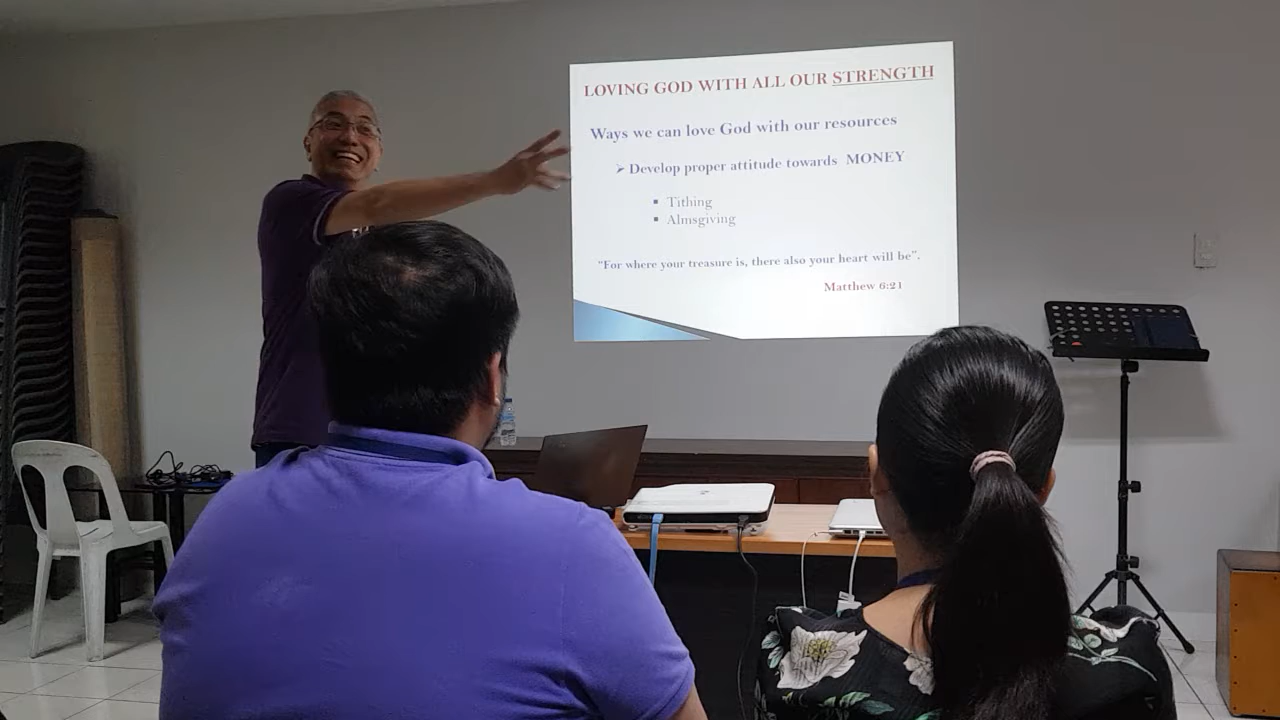 LOVING GOD WITH ALL OUR STRENGTH
Ways we can love God with our resources
➢ Develop proper attitude towards MONEY
▪ Tithing
▪ Almsgiving
“For where your treasure is, there also your heart will be”.
Matthew 6:21